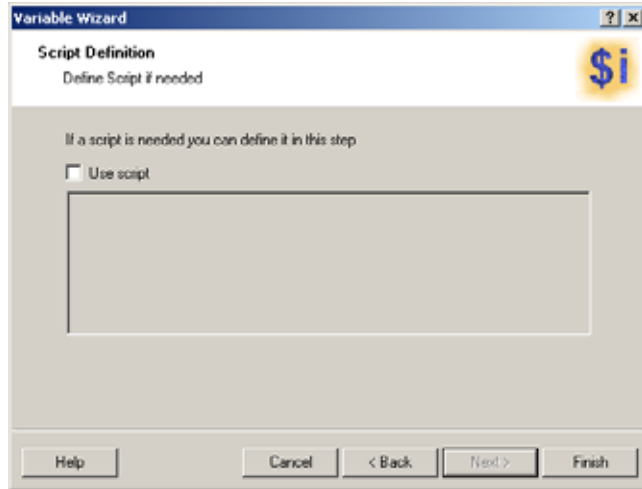 Variable Wizard
? ×
Script Definition
Define Script if needed
$i
If a script is needed you can define it in this step
Use script
Help
Cancel
< Back
Next >
Finish